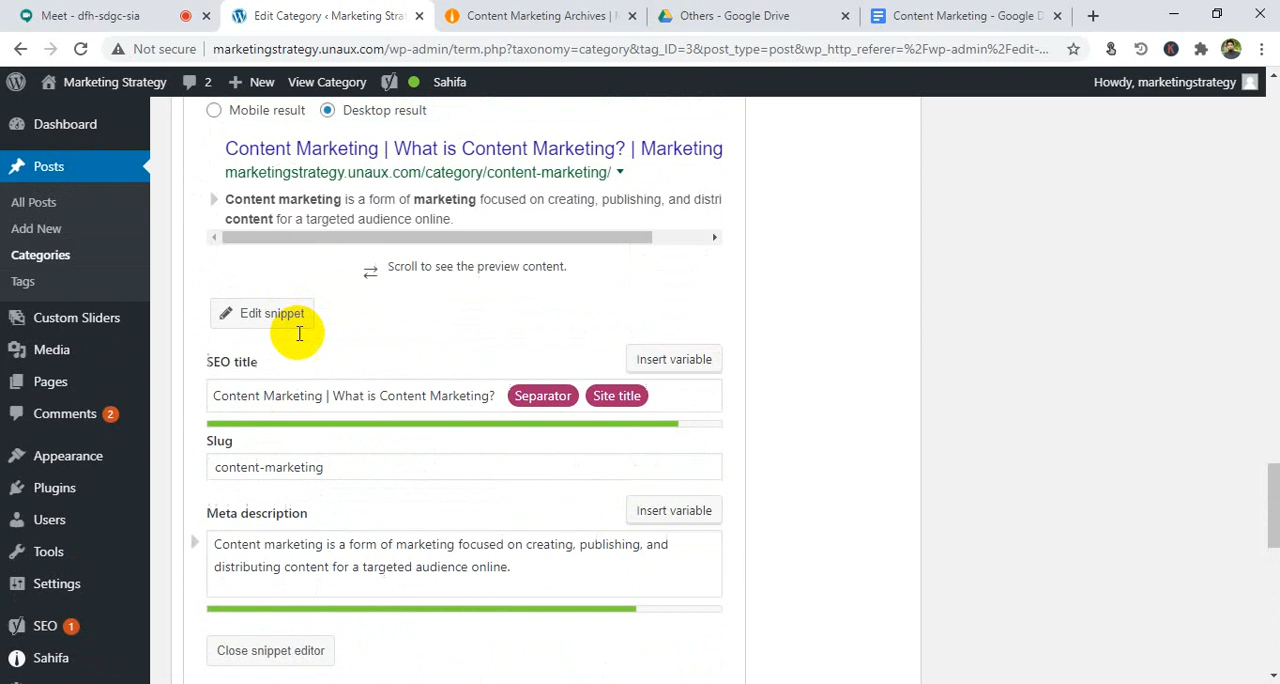 Meet - dfh-sdgc-sia
Edit Category ‹ Marketing Stra
Content Marketing Archives |
Others - Google Drive
Content Marketing - Google D
Not secure
marketingstrategy.unaux.com/wp-admin/term.php?taxonomy=category&tag_ID=3&post_type=post&wp_http_referer=%2Fwp-admin%2Fedit-...
Marketing Strategy
2
New
View Category
Sahifa
Howdy, marketingstrategy
Dashboard
Posts
All Posts
Add New
Categories
Tags
Custom Sliders
Media
Pages
Comments 2
Appearance
Plugins
Users
Tools
Settings
SEO 1
Sahifa
Mobile result
Desktop result
Content Marketing | What is Content Marketing? | Marketing
marketingstrategy.unaux.com/category/content-marketing/
Content marketing is a form of marketing focused on creating, publishing, and distri
content for a targeted audience online.
Scroll to see the preview content.
Edit snippet
SEO title
Insert variable
Content Marketing | What is Content Marketing? Separator Site title
Slug
content-marketing
Meta description
Insert variable
Content marketing is a form of marketing focused on creating, publishing, and
distributing content for a targeted audience online.
Close snippet editor